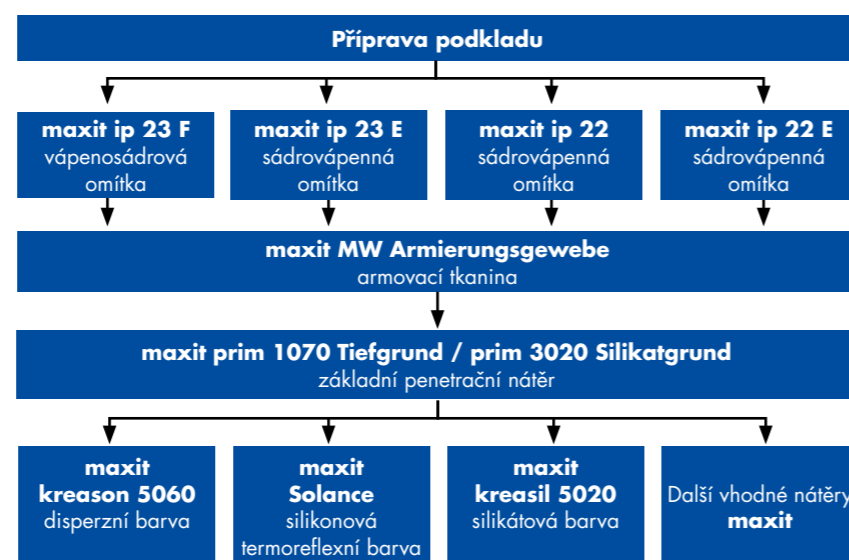 Příprava podkladu
maxit ip 23 F
vápenosádrová
omítka
maxit ip 23 E
sádrovápenná
omítka
maxit ip 22
sádrovápenná
omítka
maxit ip 22 E
sádrovápenná
omítka
maxit MW Armierungsgewebe
armovací tkanina
maxit prim 1070 Tiefgrund / prim 3020 Silikatgrund
základní penetrační nátěr
maxit
kreason 5060
disperzní barva
maxit
Solance
silikonová
termoreflexní barva
maxit
kreasil 5020
silikátová barva
Další vhodné nátěry
maxit